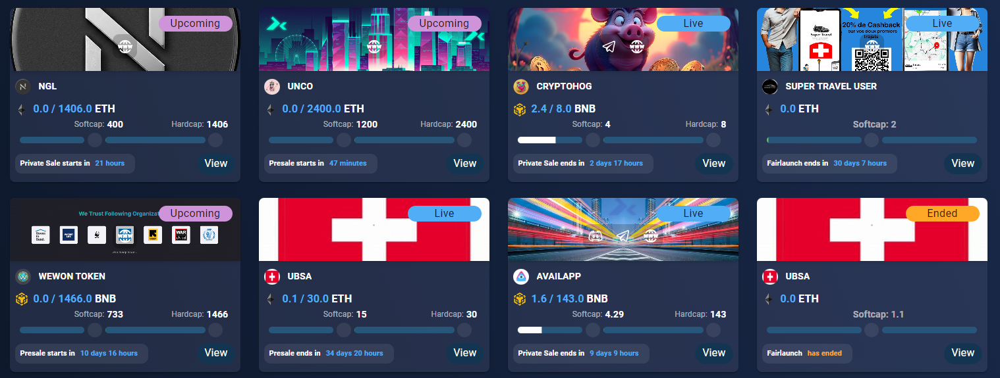 Upcoming
NGL
0.0 / 1406.0 ETH
Softcap: 400 Hardcap: 1406
Private Sale starts in 21 hours View
Upcoming
UNCO
0.0 / 2400.0 ETH
Softcap: 1200 Hardcap: 2400
Presale starts in 47 minutes View
Live
CRYPTOHOG
2.4 / 8.0 BNB
Softcap: 4 Hardcap: 8
Private Sale ends in 2 days 17 hours View
20% de Cashback
sur vos deux premiers
trajets
Super Travel
Live
SUPER TRAVEL USER
0.0 ETH
Softcap: 2
Fairlaunch ends in 30 days 7 hours View
We Trust Following Organizat
Upcoming
WAR
WEWON TOKEN
0.0 / 1466.0 BNB
Softcap: 733 Hardcap: 1466
Presale starts in 10 days 16 hours View
Live
UBSA
0.1 / 30.0 ETH
Softcap: 15 Hardcap: 30
Presale ends in 34 days 20 hours View
Live
AVAILAPP
1.6 / 143.0 BNB
Softcap: 4.29 Hardcap: 143
Private Sale ends in 9 days 9 hours View
Ended
UBSA
0.0 ETH
Softcap: 1.1
Fairlaunch has ended View